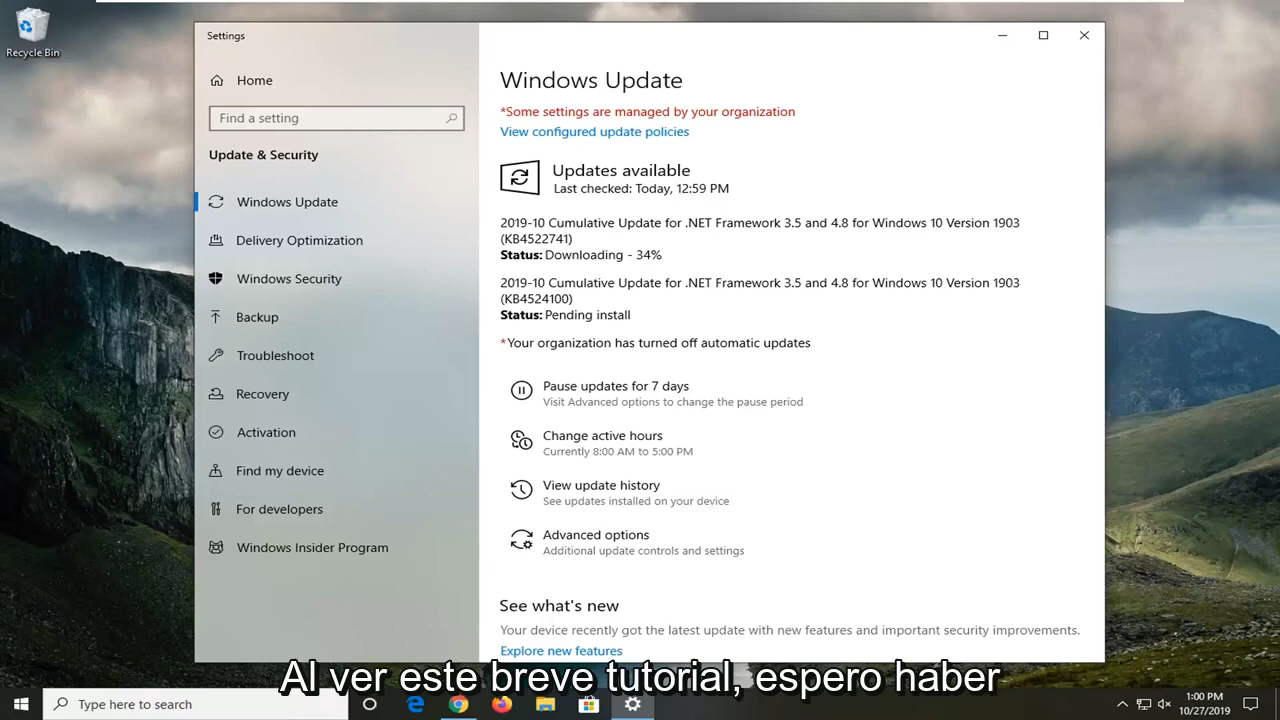 Recycle Bin
Settings
Home
Find a setting
Update & Security
Windows Update
Delivery Optimization
Windows Security
Backup
Troubleshoot
Recovery
Activation
Find my device
For developers
Windows Insider Program
Windows Update
*Some settings are managed by your organization
View configured update policies
Updates available
Last checked: Today, 12:59 PM
2019-10 Cumulative Update for .NET Framework 3.5 and 4.8 for Windows 10 Version 1903
(KB4522741)
Status: Downloading - 34%
2019-10 Cumulative Update for .NET Framework 3.5 and 4.8 for Windows 10 Version 1903
(KB4524100)
Status: Pending install
*Your organization has turned off automatic updates
Pause updates for 7 days
Visit Advanced options to change the pause period
Change active hours
Currently 8:00 AM to 5:00 PM
View update history
See updates installed on your device
Advanced options
Additional update controls and settings
See what's new
Your device recently got the latest update with new features and important security improvements.
Explore new features
Al ver este breve tutorial, espero haber
Type here to search
1:00 PM
10/27/2019